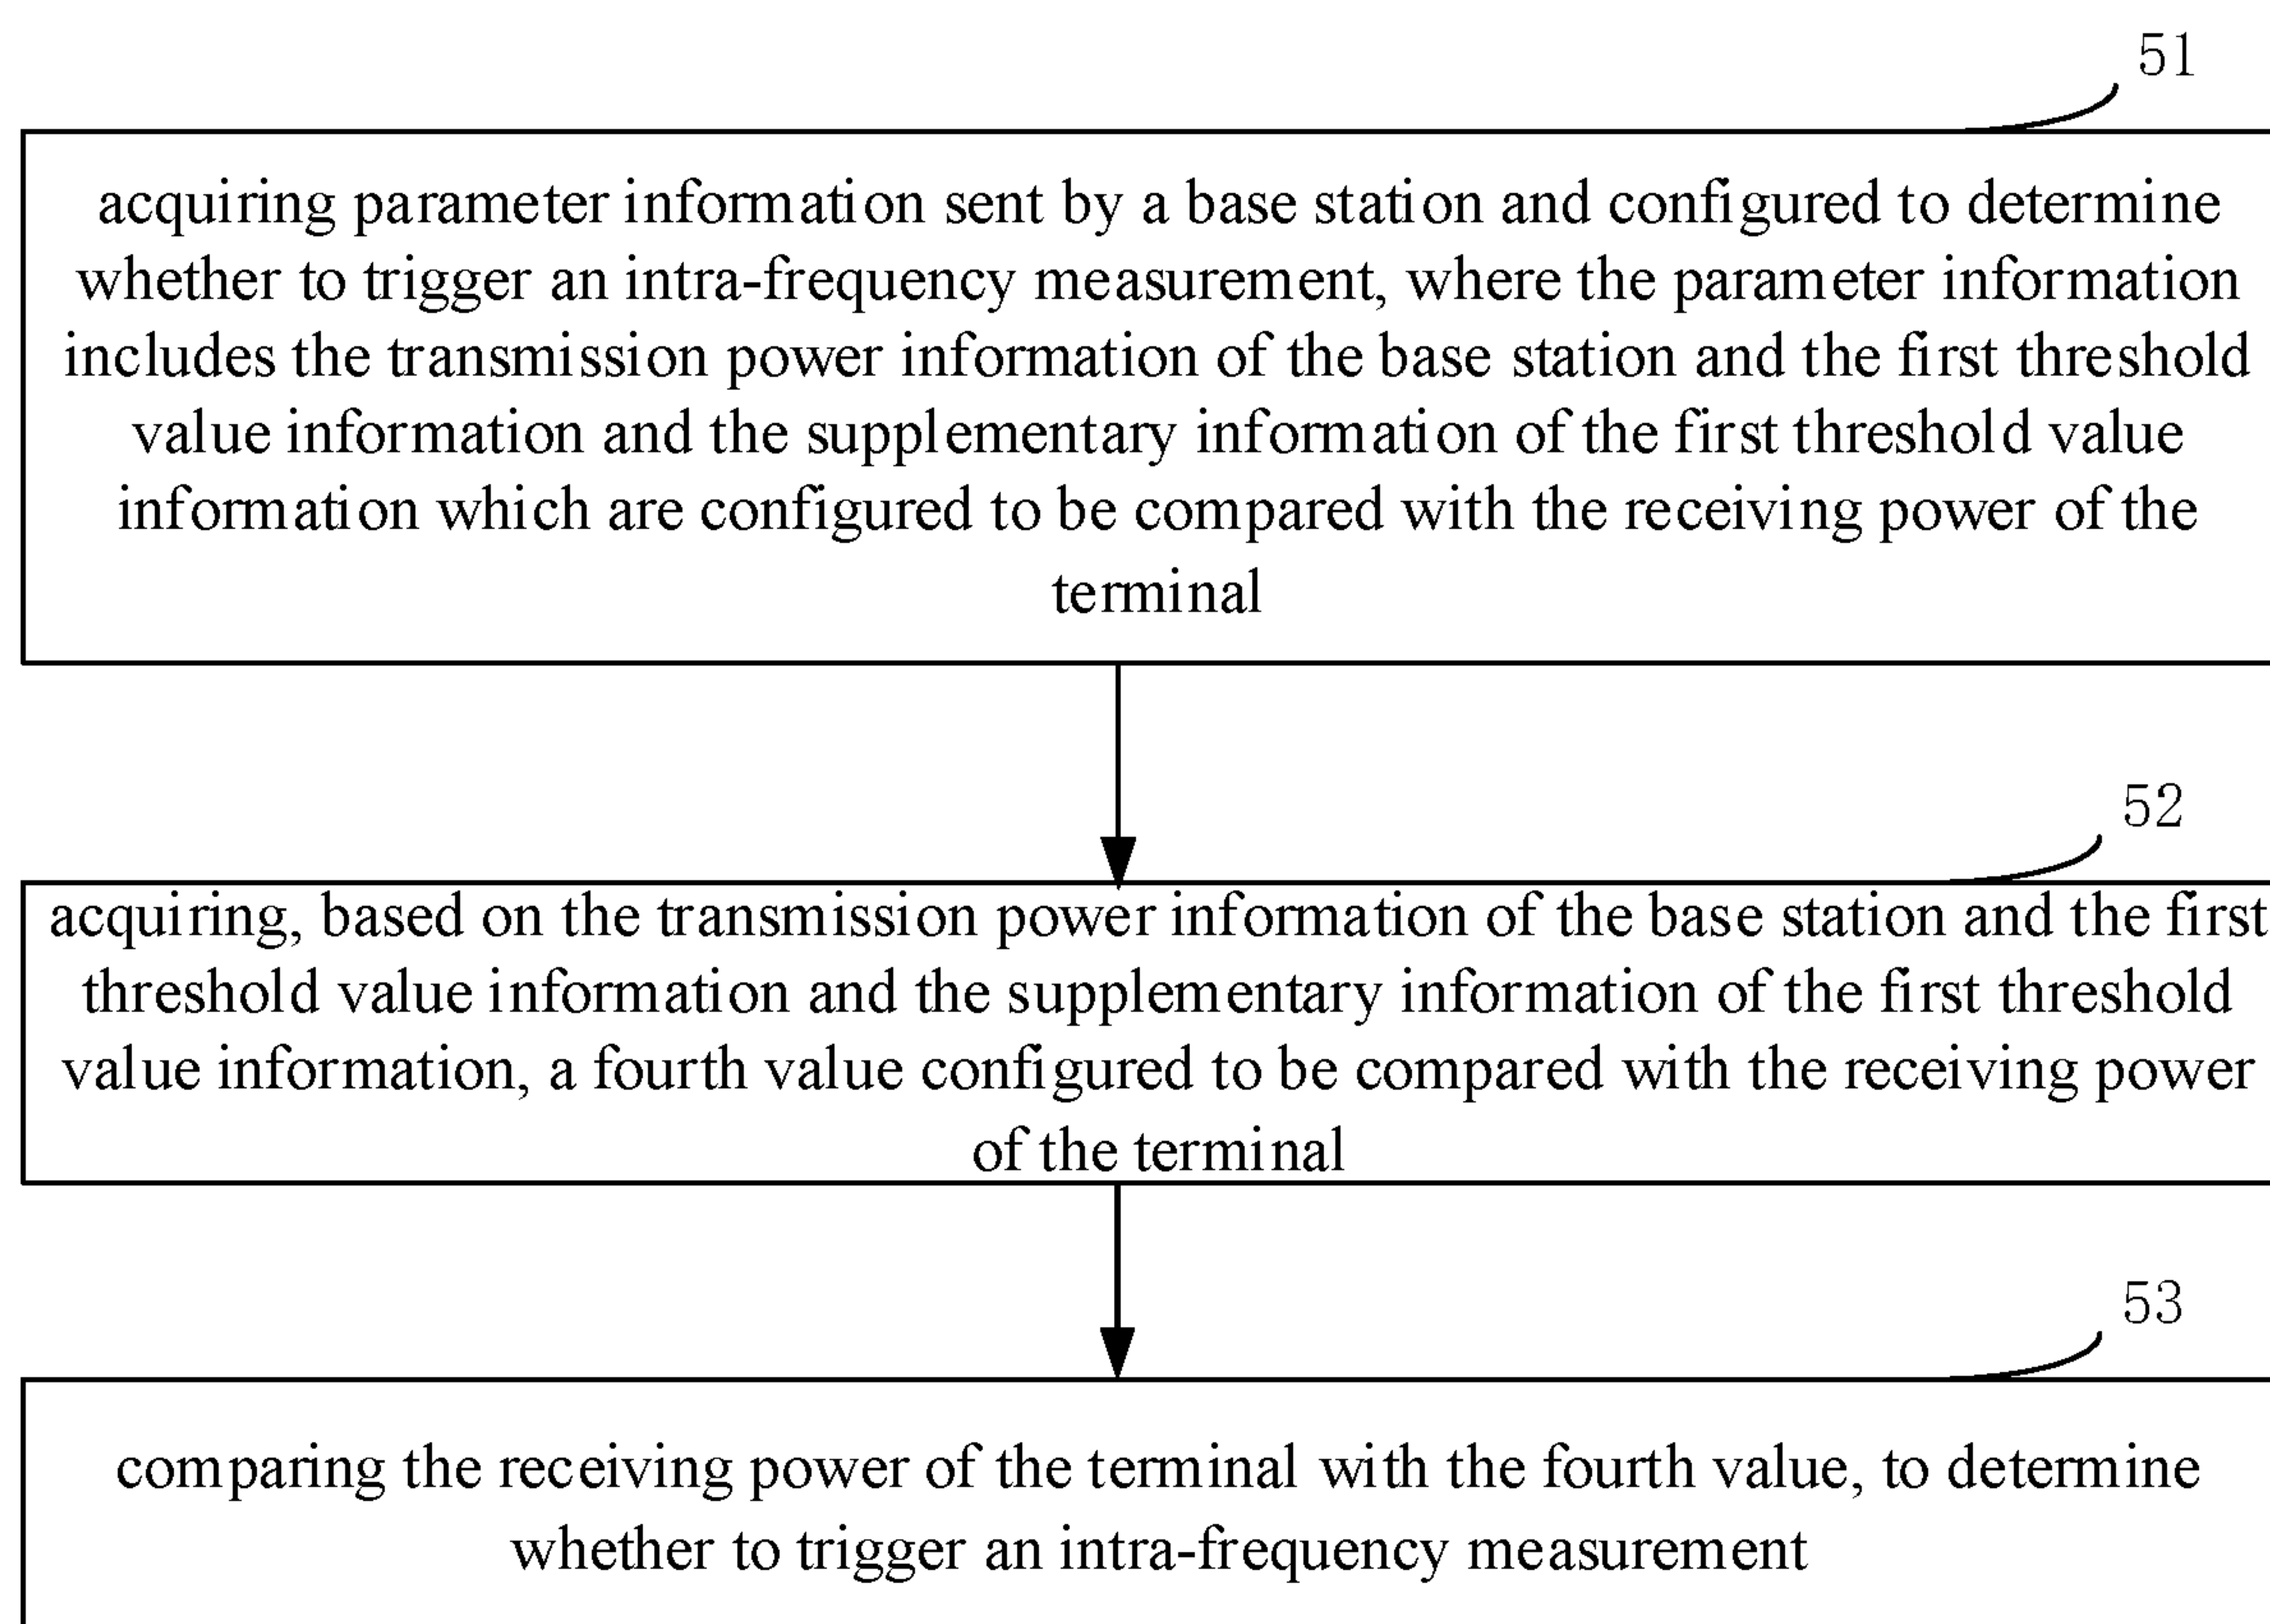 51
acquiring parameter information sent by a base station and configured to determine
whether to trigger an intra-frequency measurement, where the parameter information
includes the transmission power information of the base station and the first threshold
value information and the supplementary information of the first threshold value
information which are configured to be compared with the receiving power of the
terminal
52
acquiring, based on the transmission power information of the base station and the first
threshold value information and the supplementary information of the first threshold
value information, a fourth value configured to be compared with the receiving power
of the terminal
53
comparing the receiving power of the terminal with the fourth value, to determine
whether to trigger an intra-frequency measurement